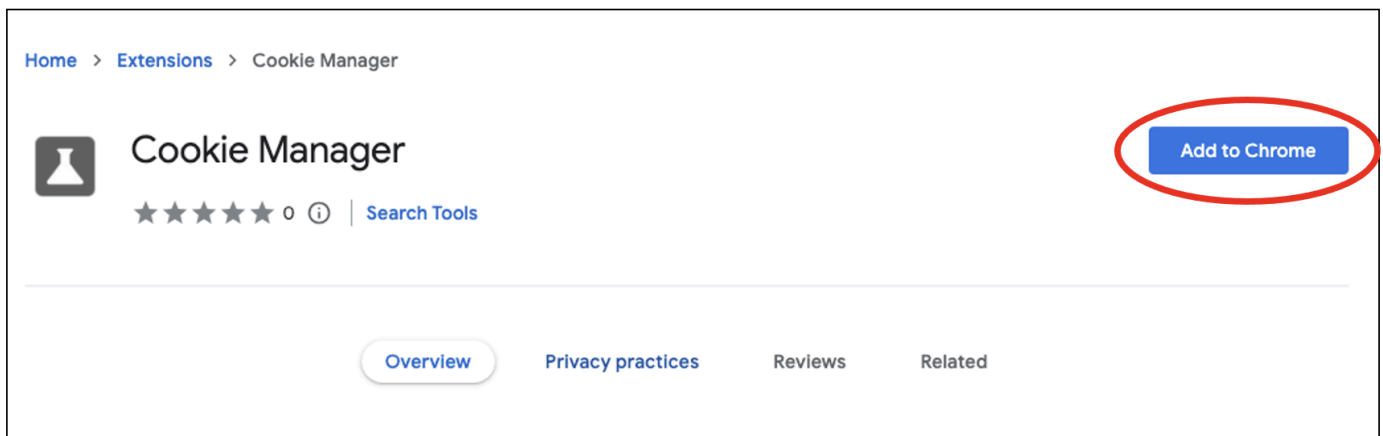 Home > Extensions > Cookie Manager
Cookie Manager
Add to Chrome
0 | Search Tools
Overview Privacy practices Reviews Related